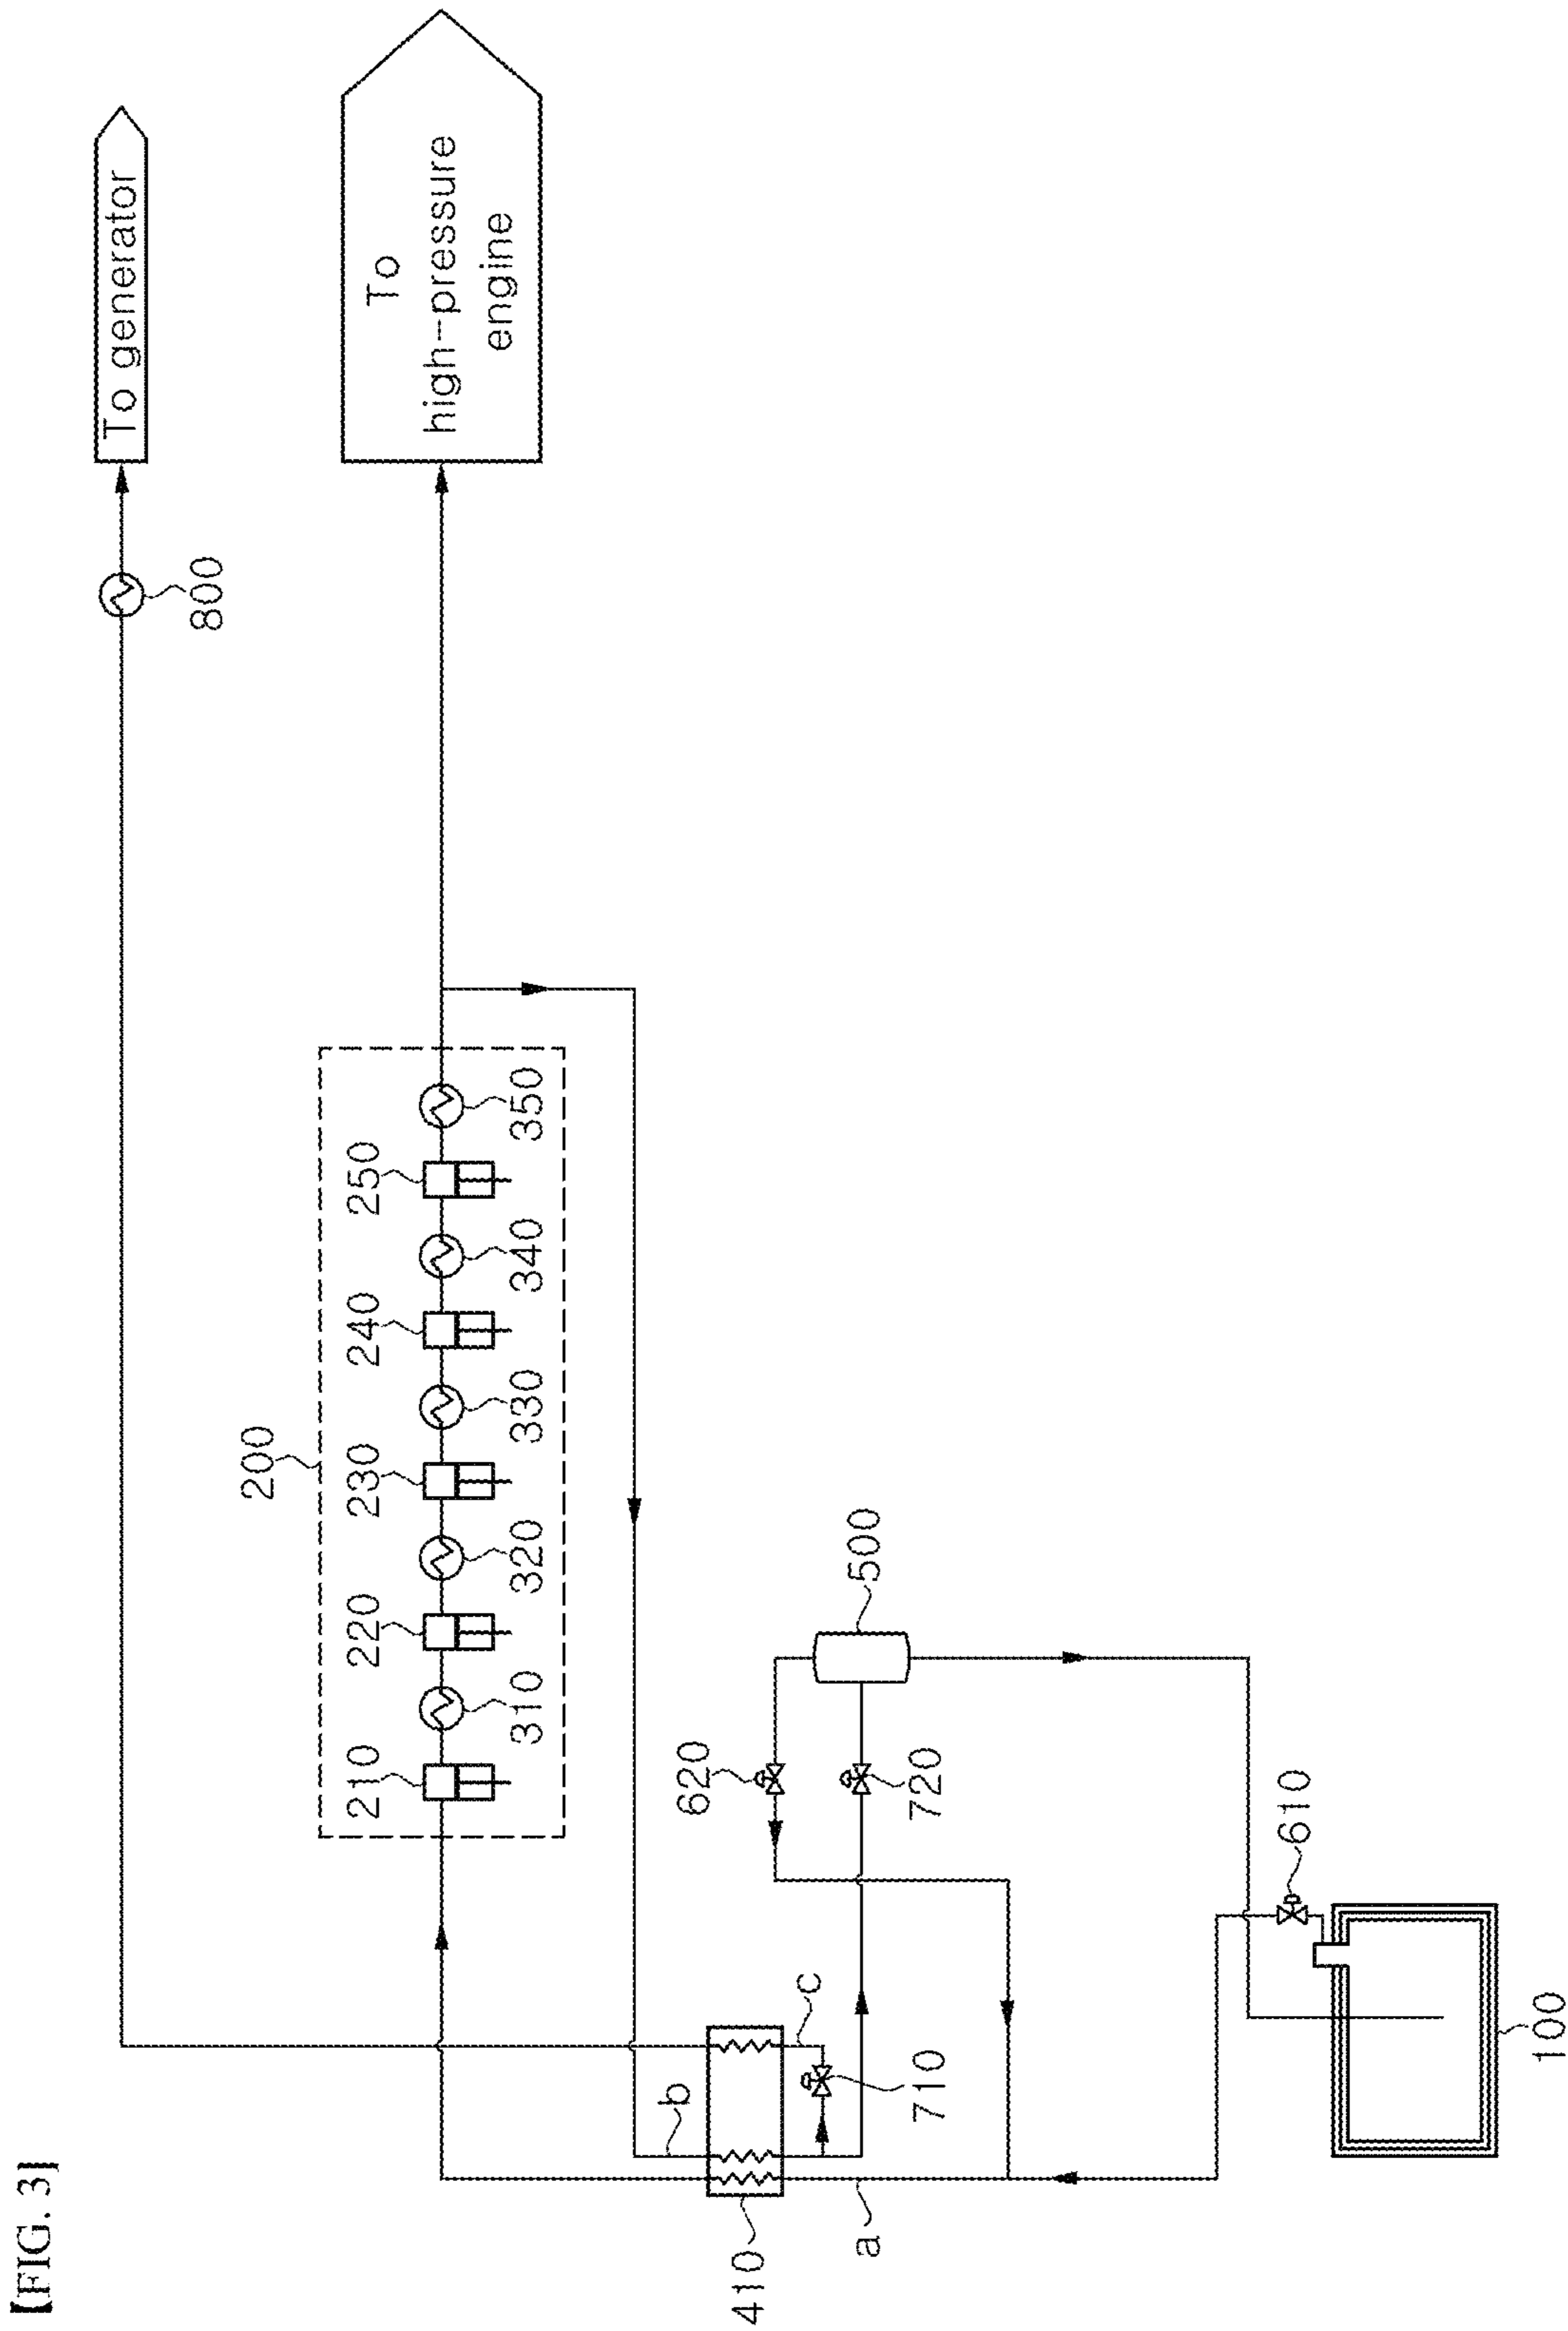 【FIG. 3】
To generator
800
To
high-pressure
engine
200
210
220
230
240
250
310
320
330
340
350
620
500
720
610
c
b
710
410
a
100